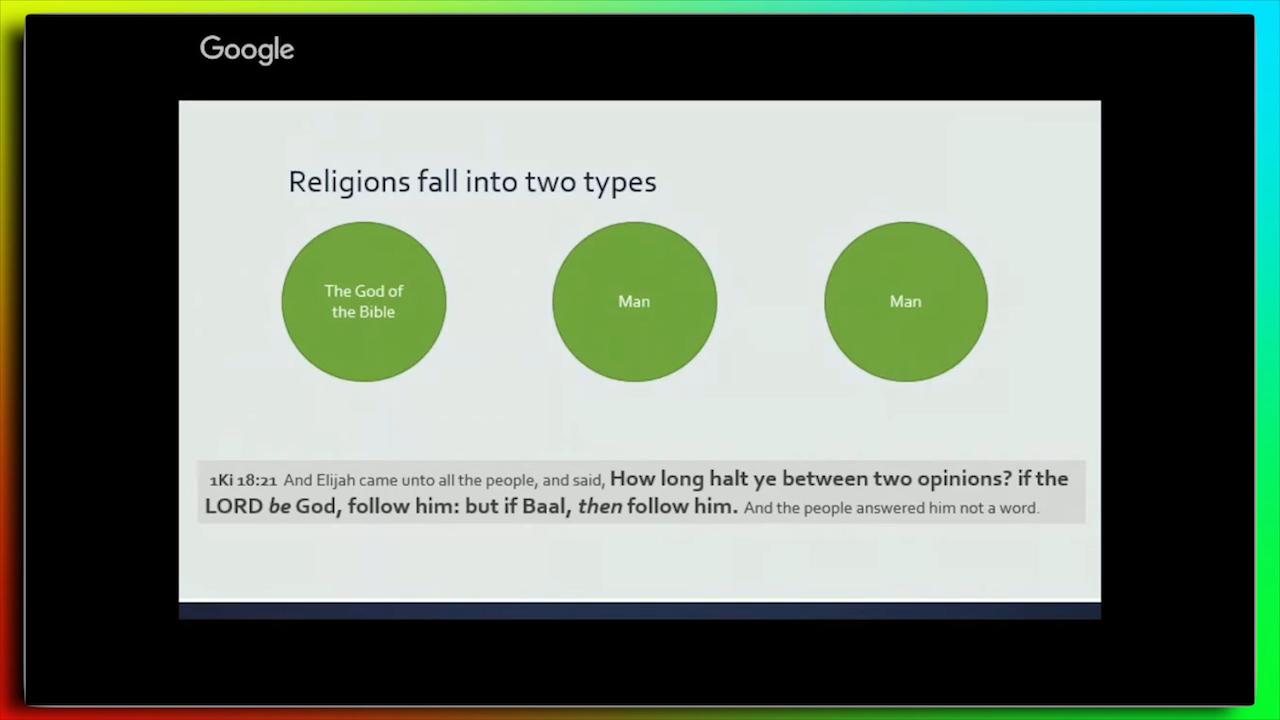 Google
Religions fall into two types
The God of
the Bible
Man
Man
1Ki 18:21 And Elijah came unto all the people, and said, How long halt ye between two opinions? if the
LORD be God, follow him: but if Baal, then follow him. And the people answered him not a word.